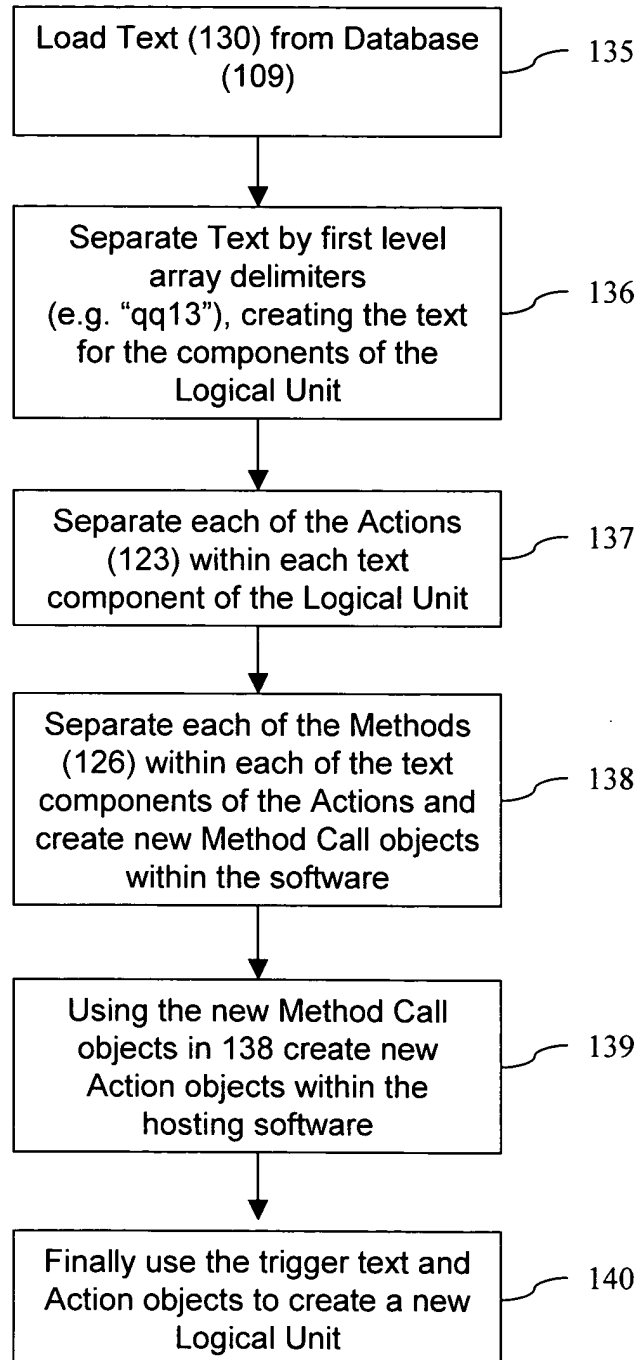 Load Text (130) from Database
(109)
135
Separate Text by first level
array delimiters
(e.g. “qq13”), creating the text
for the components of the
Logical Unit
136
Separate each of the Actions
(123) within each text
component of the Logical Unit
137
Separate each of the Methods
(126) within each of the text
components of the Actions and
create new Method Call objects
within the software
138
Using the new Method Call
objects in 138 create new
Action objects within the
hosting software
139
Finally use the trigger text and
Action objects to create a new
Logical Unit
140